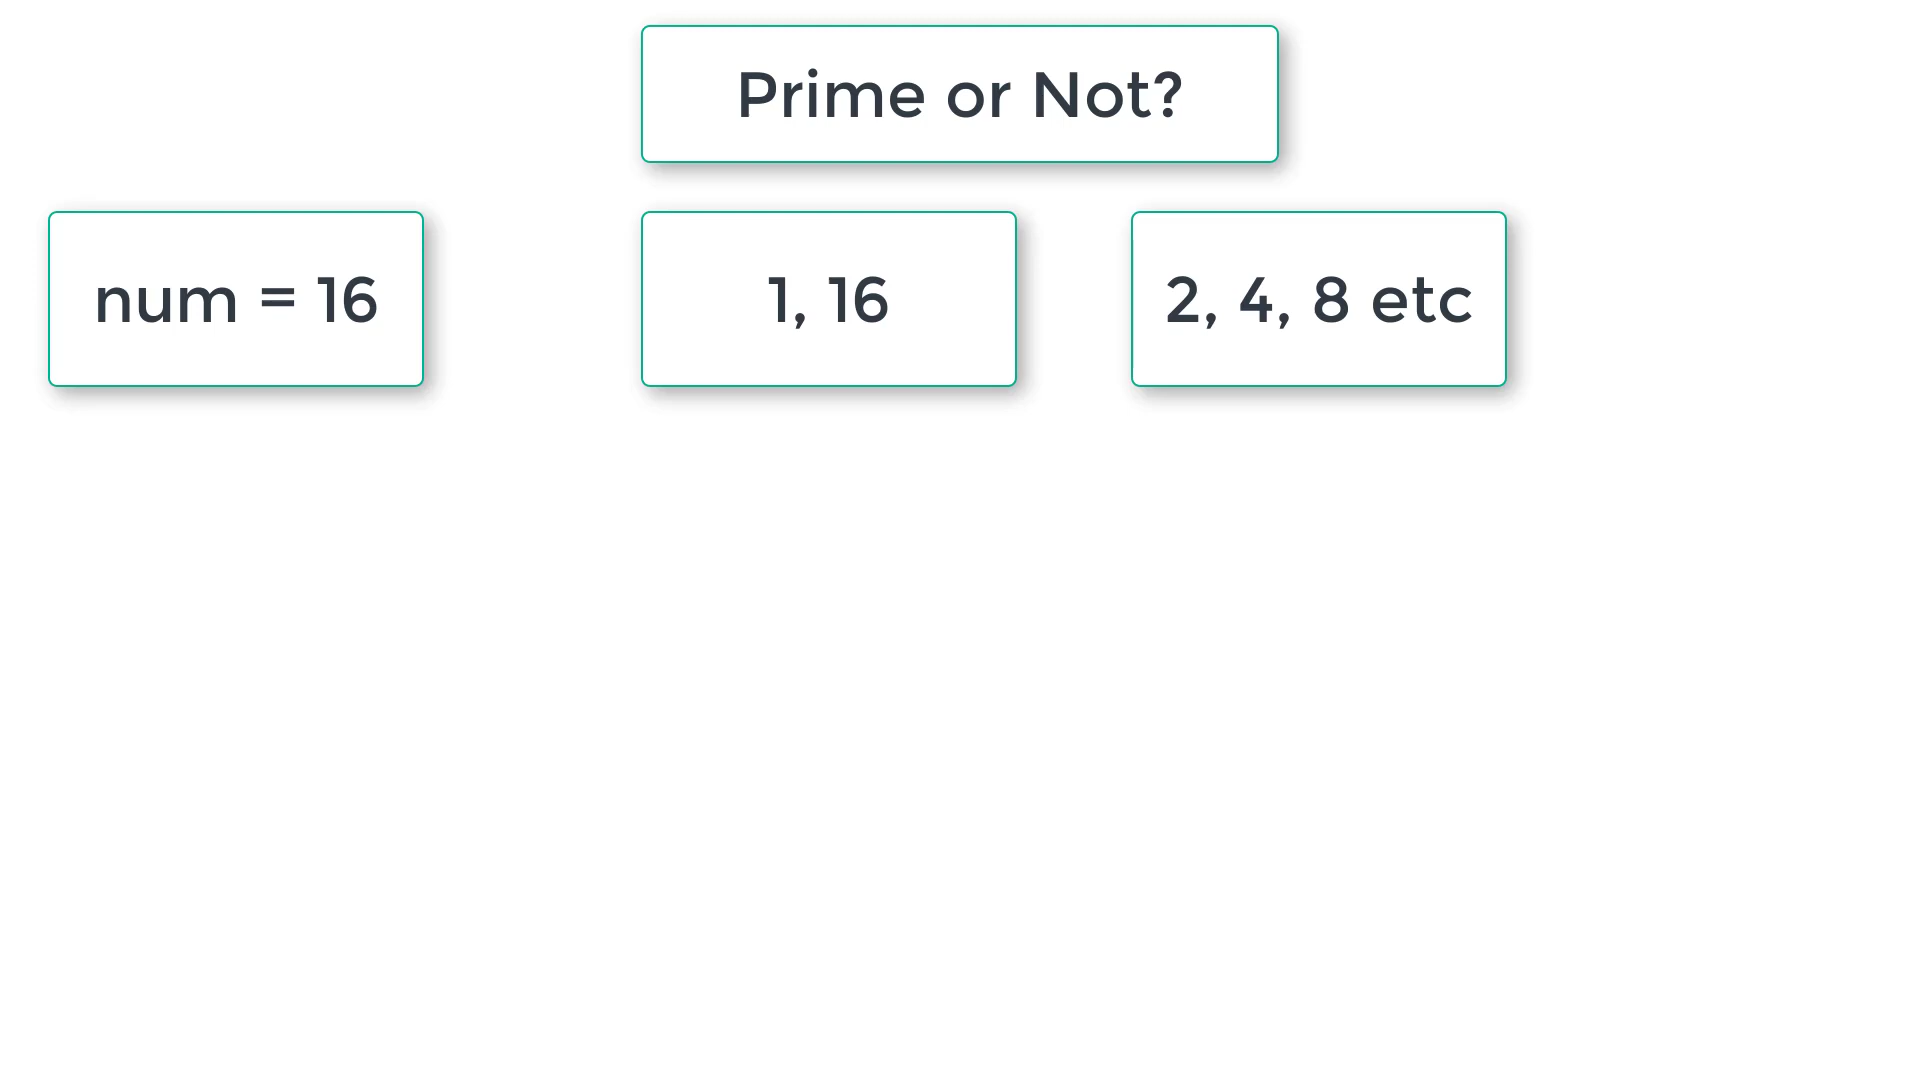 Prime or Not?
num = 16
1, 16
2, 4, 8 etc